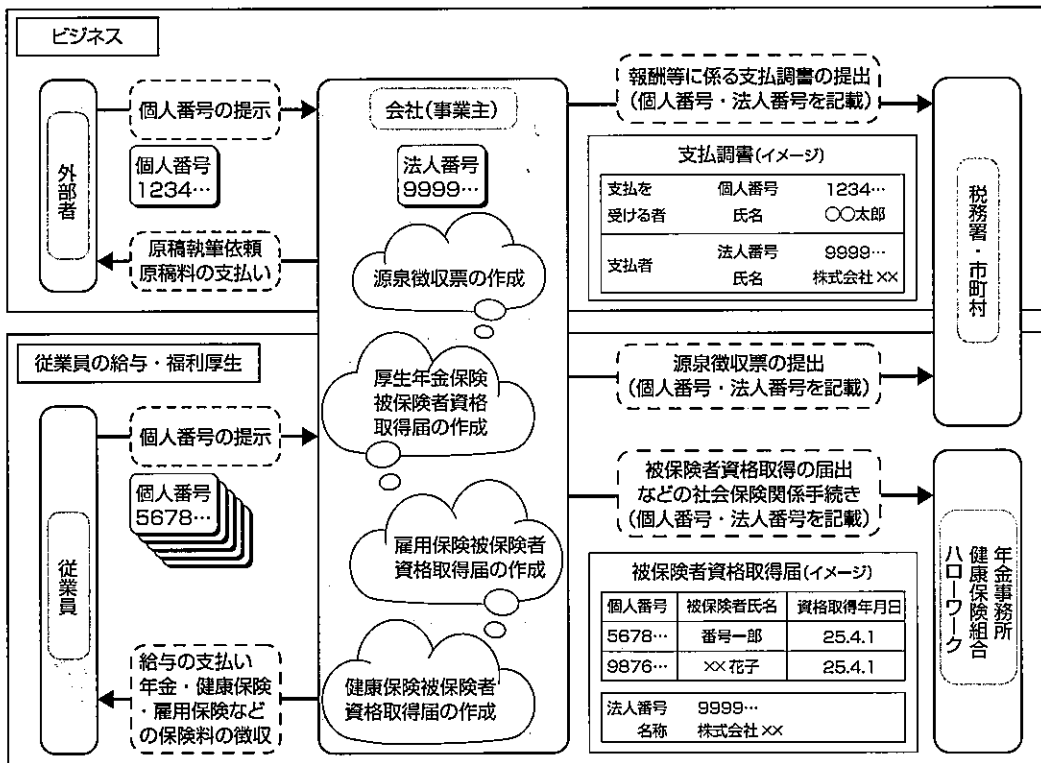 ビジネス
外部者
個人番号の提示
個人番号
1234…
原稿執筆依頼
原稿料の支払い
会社(事業主)
法人番号
9999…
源泉徴収票の作成
報酬等に係る支払調書の提出
(個人番号・法人番号を記載)
支払調書(イメージ)
支払を 個人番号 1234…
受ける者 氏名 〇〇太郎
支払者 法人番号 9999…
氏名 株式会社××
税務署・市町村
従業員の給与・福利厚生
従業員
個人番号の提示
個人番号
5678…
給与の支払い
年金・健康保険
・雇用保険など
の保険料の徴収
厚生年金保険
被保険者資格
取得届の作成
雇用保険被保険者
資格取得届の作成
健康保険被保険者
資格取得届の作成
源泉徴収票の提出
(個人番号・法人番号を記載)
被保険者資格取得の届出
などの社会保険関係手続き
(個人番号・法人番号を記載)
被保険者資格取得届(イメージ)
個人番号 被保険者氏名 資格取得年月日
5678… 番号一郎 25.4.1
9876… ××花子 25.4.1
法人番号 9999…
名称 株式会社××
年金事務所
健康保険組合
ハローワーク